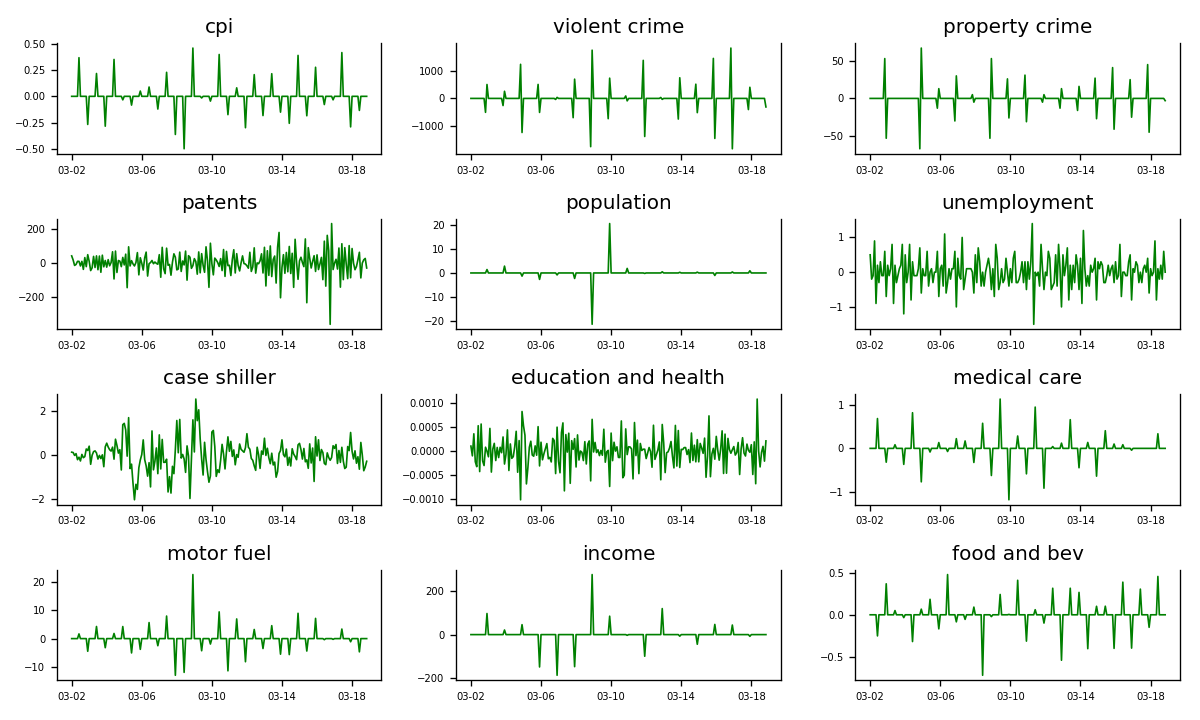 cpi
0.50
0.25
0.00
−0.25
−0.50
03-02 03-06 03-10 03-14 03-18
violent crime
1000
0
−1000
03-02 03-06 03-10 03-14 03-18
property crime
50
0
−50
03-02 03-06 03-10 03-14 03-18
patents
200
0
−200
03-02 03-06 03-10 03-14 03-18
population
20
10
0
−10
−20
03-02 03-06 03-10 03-14 03-18
unemployment
1
0
−1
03-02 03-06 03-10 03-14 03-18
case shiller
2
0
−2
03-02 03-06 03-10 03-14 03-18
education and health
0.0010
0.0005
0.0000
−0.0005
−0.0010
03-02 03-06 03-10 03-14 03-18
medical care
1
0
−1
03-02 03-06 03-10 03-14 03-18
motor fuel
20
10
0
−10
03-02 03-06 03-10 03-14 03-18
income
200
0
−200
03-02 03-06 03-10 03-14 03-18
food and bev
0.5
0.0
−0.5
03-02 03-06 03-10 03-14 03-18